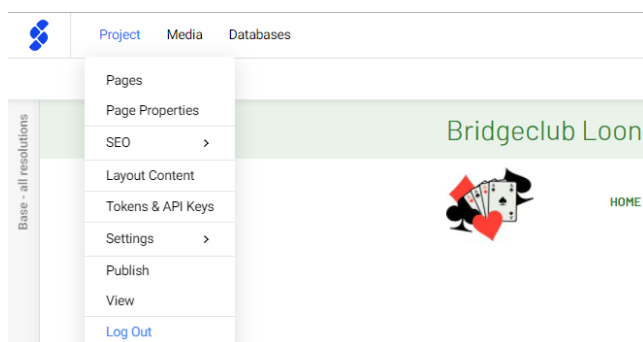 Project Media Databases
Pages
Page Properties
SEO
Layout Content
Tokens & API Keys
Settings
Publish
View
Log Out
Base - all resolutions
Bridgeclub Loon
HOME